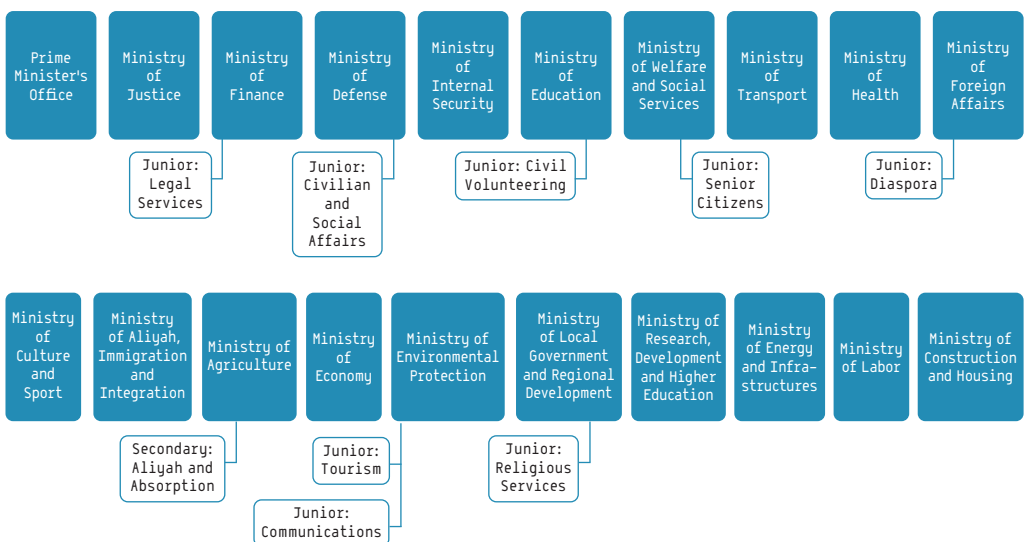 Prime
Minister's
Office
Ministry
of
Justice
Ministry
of
Finance
Ministry
of
Defense
Ministry
of
Internal
Security
Ministry
of
Education
Ministry
of Welfare
and Social
Services
Ministry
of
Transport
Ministry
of
Health
Ministry
of
Foreign
Affairs
Junior:
Legal
Services
Junior:
Civilian
and
Social
Affairs
Junior: Civil
Volunteering
Junior:
Senior
Citizens
Junior:
Diaspora
Ministry
of
Culture
and
Sport
Ministry
of Aliyah,
Immigration
and
Integration
Ministry of
Agriculture
Ministry
of
Economy
Ministry of
Environmental
Protection
Ministry
of Local
Government
and Regional
Development
Ministry of
Research,
Development
and Higher
Education
Ministry
of Energy
and Infra-
structures
Ministry
of Labor
Ministry of
Construction
and Housing
Secondary:
Aliyah and
Absorption
Junior:
Tourism
Junior:
Communications
Junior:
Religious
Services